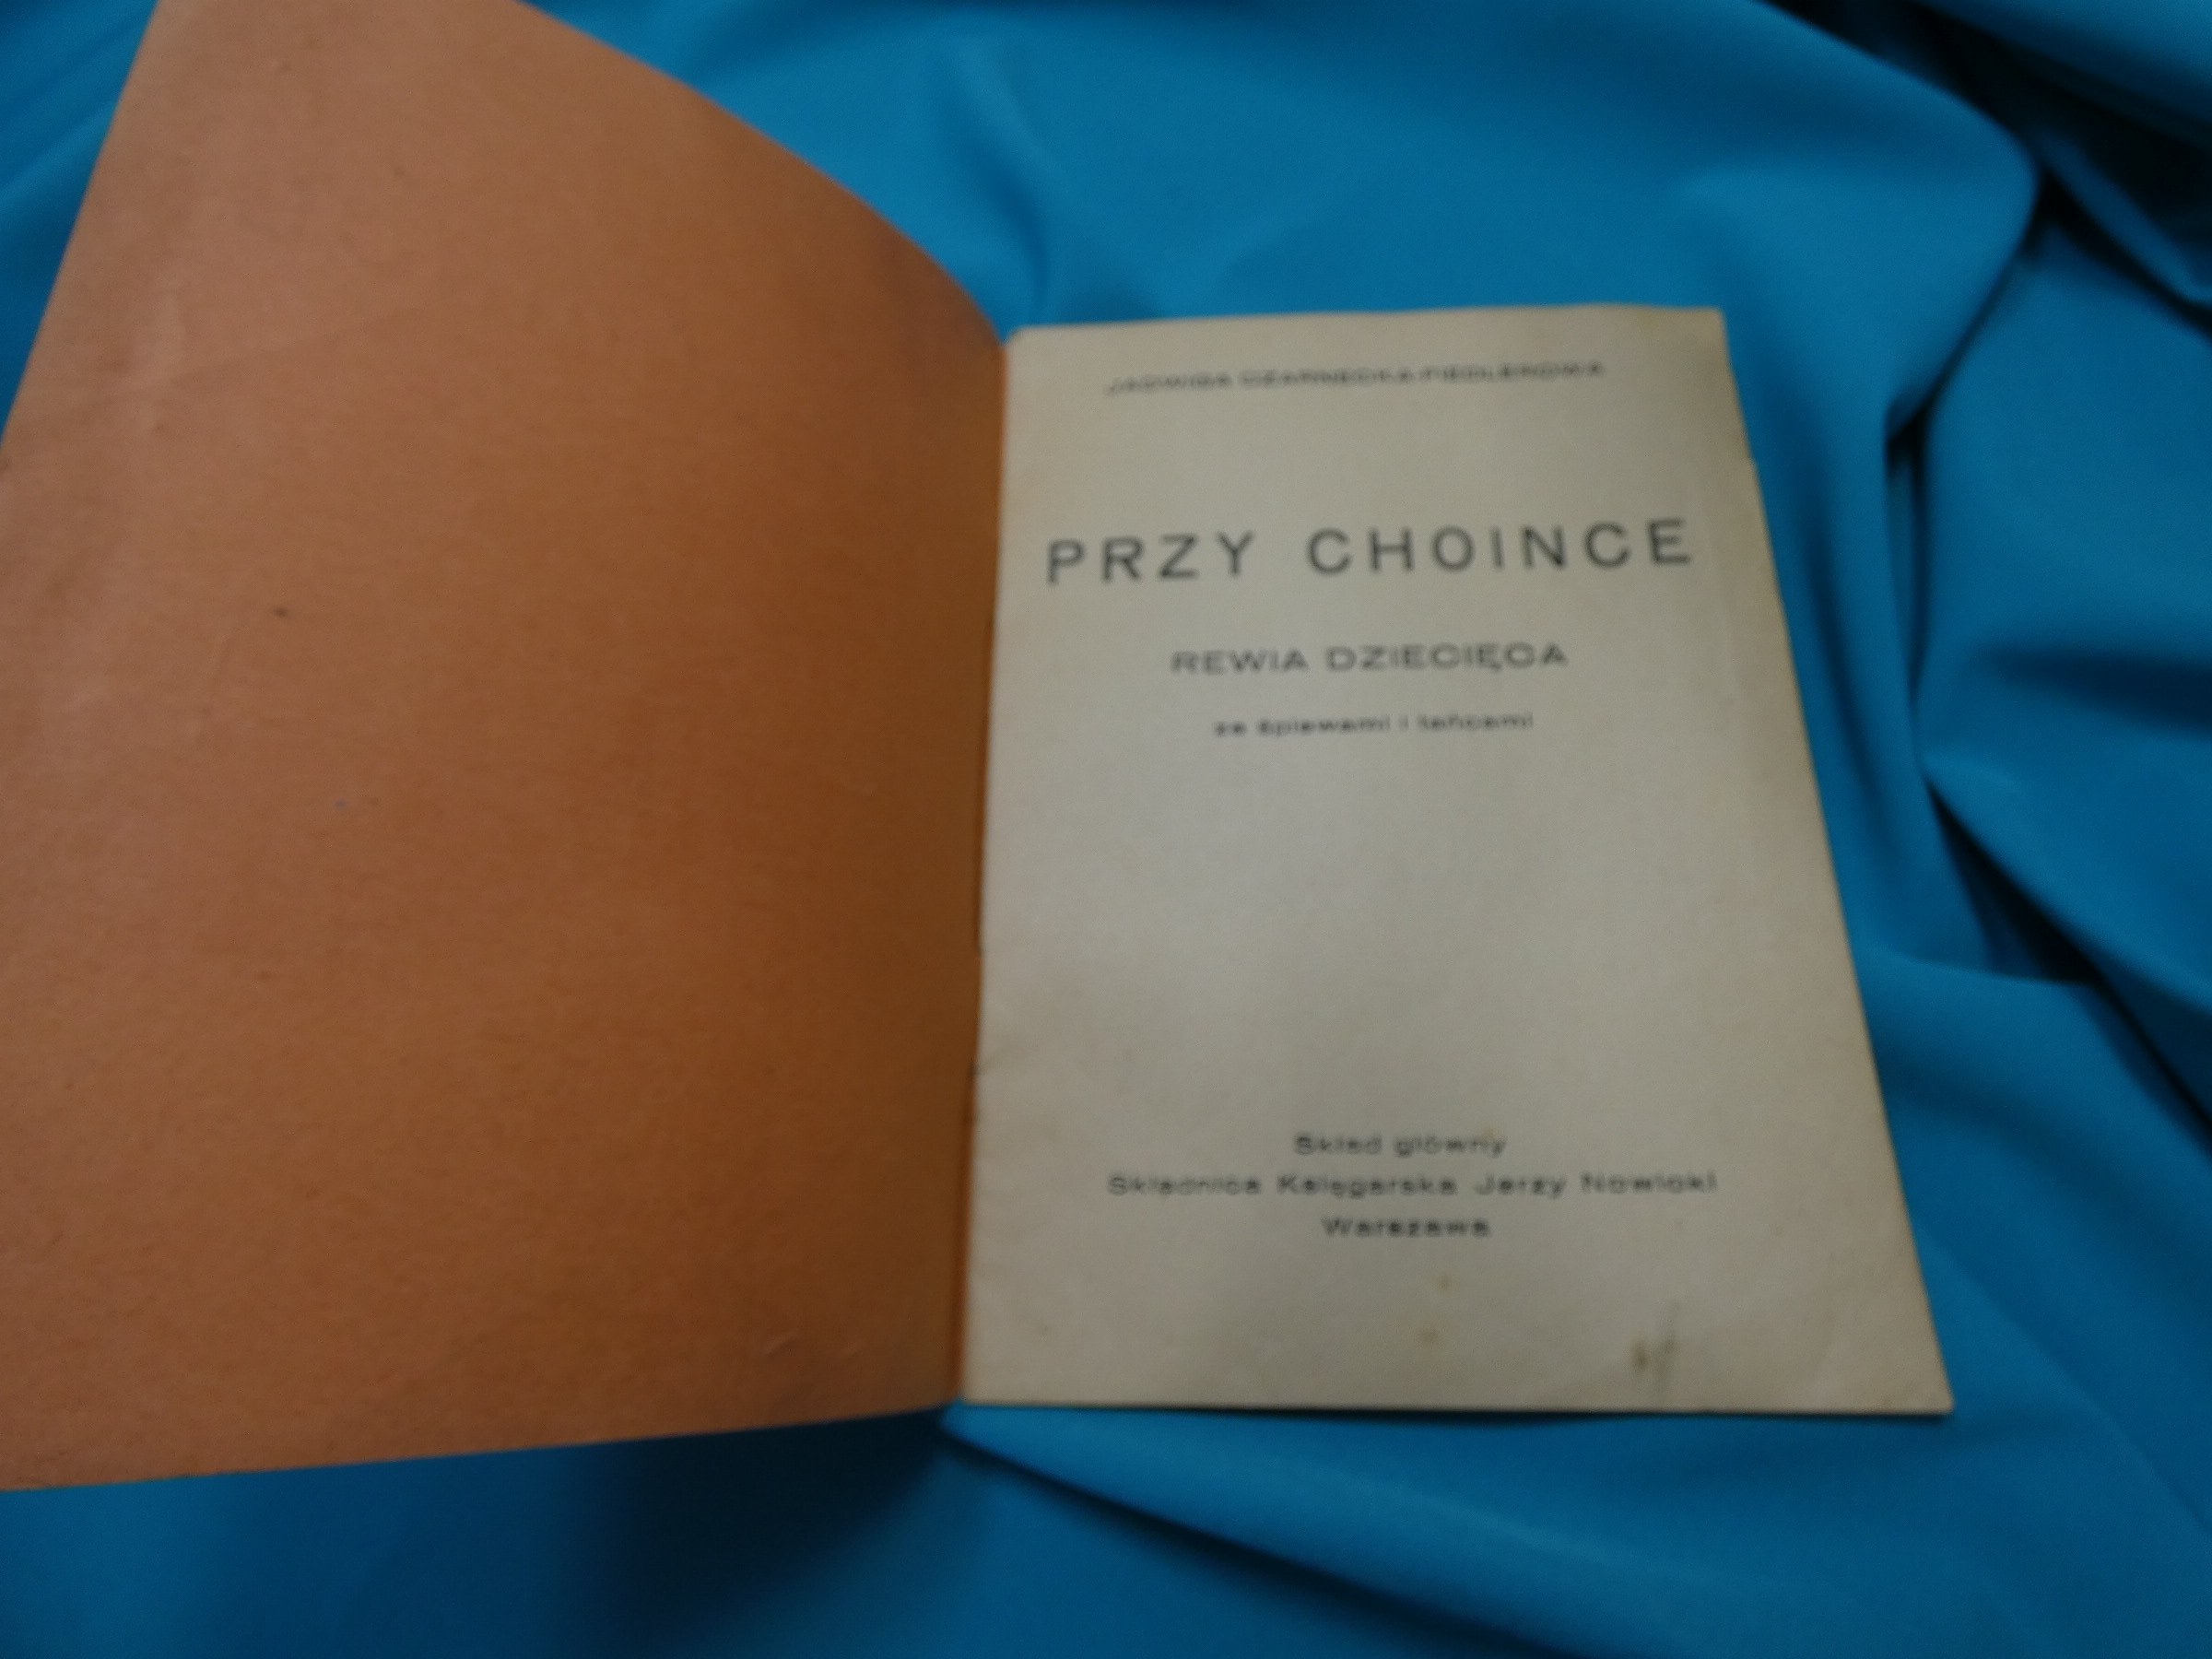 JADWIGA CZARNECKA-FIEDLEROWA
PRZY CHOINCE
REWIA DZIECIĘCA
ze śpiewami i tańcami
Skład główny
Składnica Księgarska Jerzy Nowicki
Warszawa